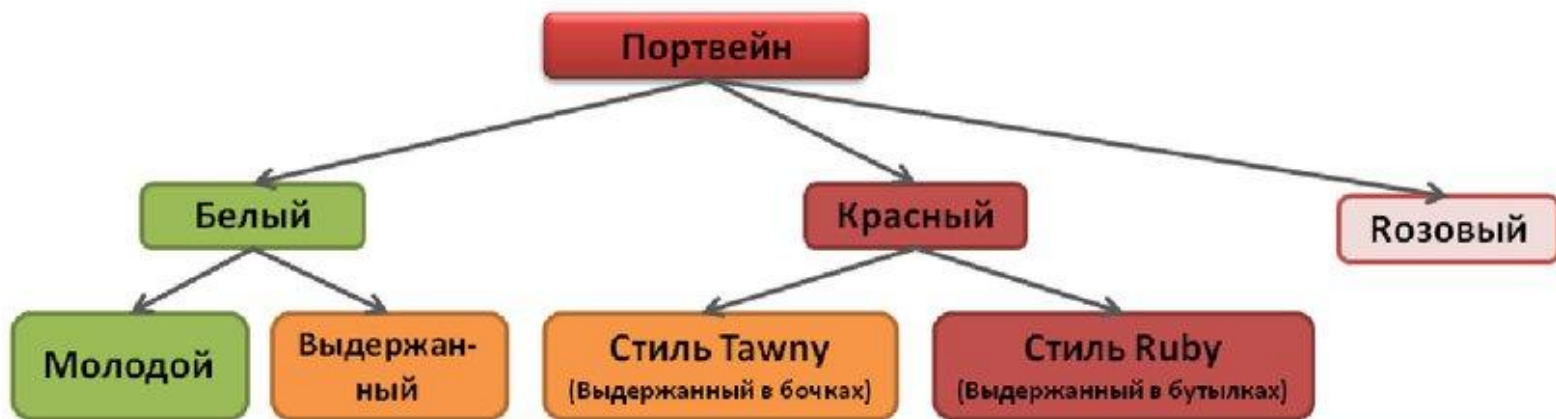 Портвейн
Белый
Красный
Rозовый
Молодой
Выдержан-
ный
Стиль Tawny
(Выдержанный в бочках)
Стиль Ruby
(Выдержанный в бутылках)